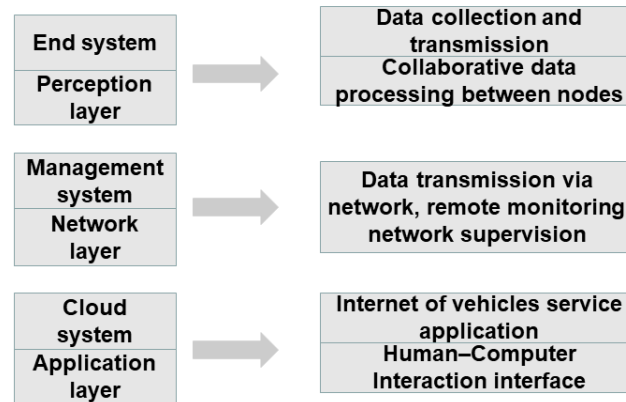 End system
Perception
layer
Data collection and
transmission
Collaborative data
processing between nodes
Management
system
Network
layer
Data transmission via
network, remote monitoring
network supervision
Cloud
system
Application
layer
Internet of vehicles service
application
Human–Computer
Interaction interface